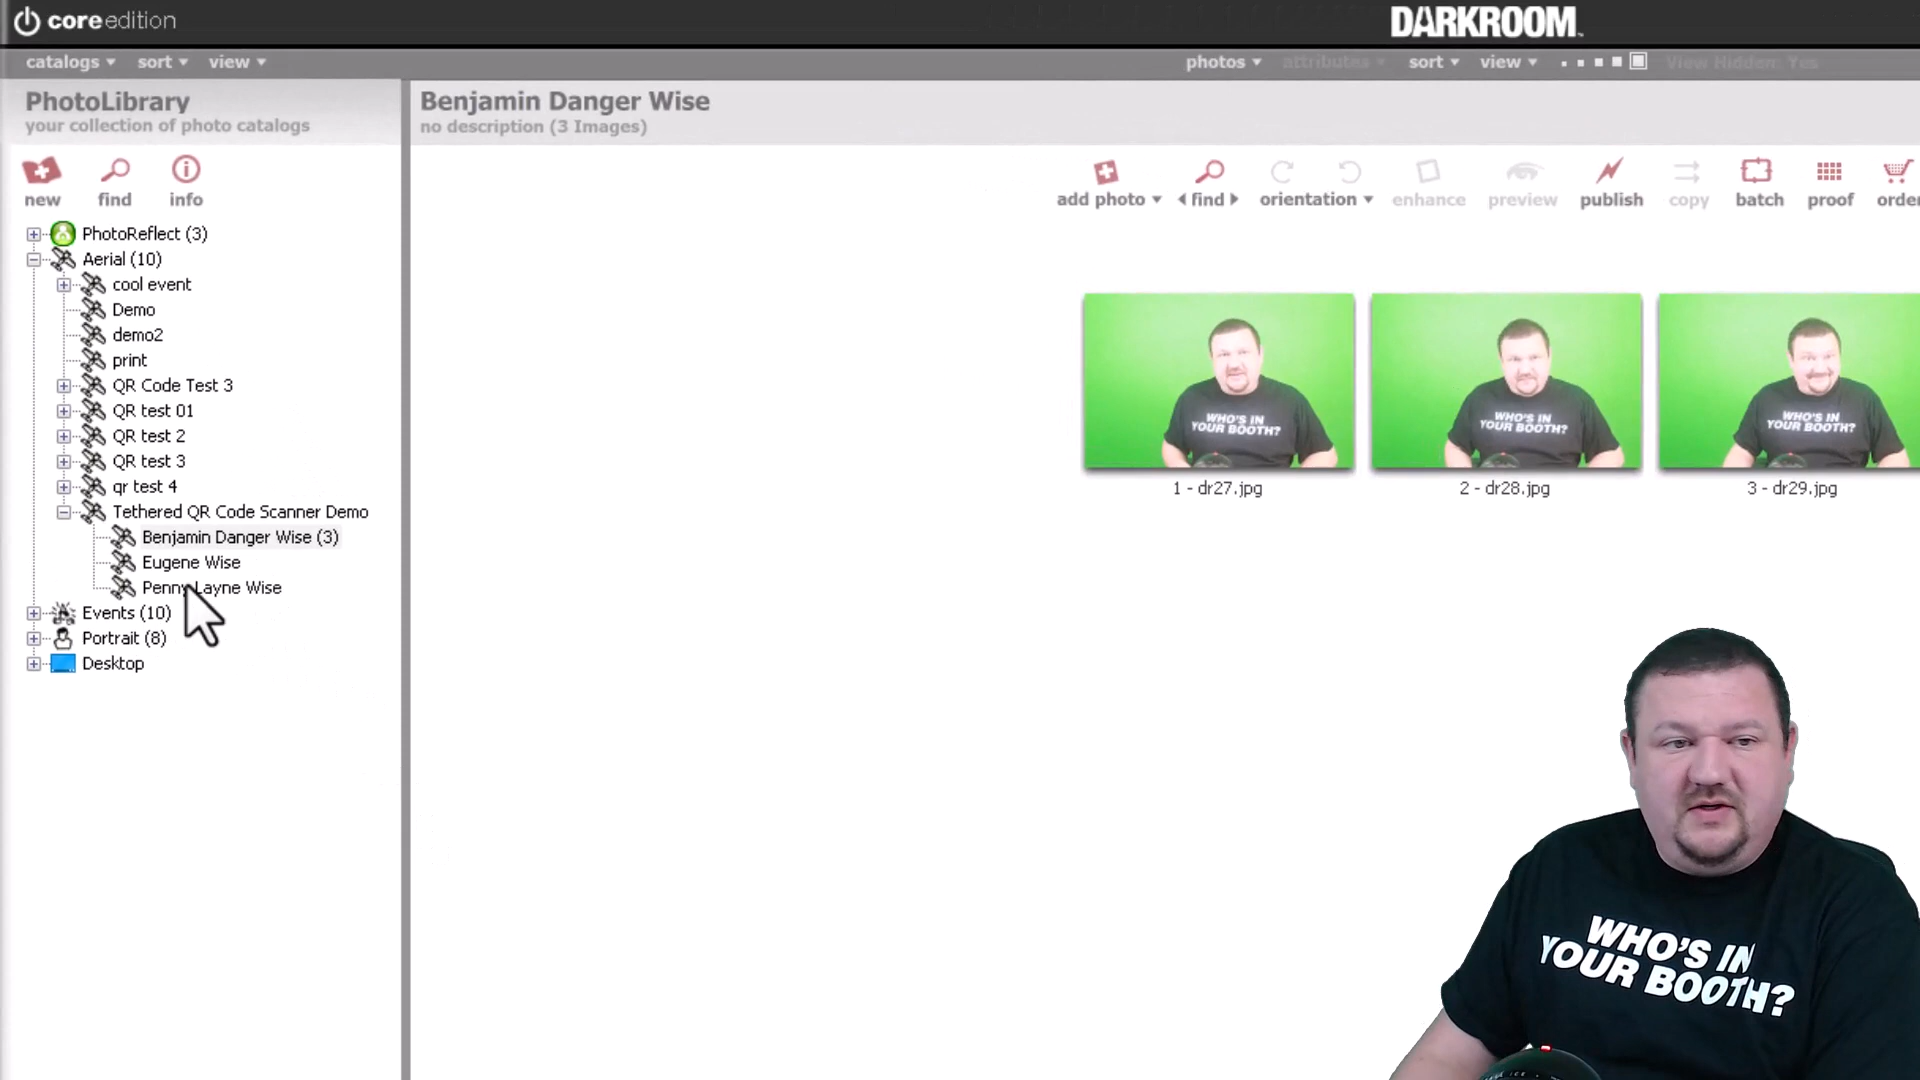 coreedition
DARKROOM
catalogs sort view
photos attributes sort view View Hidden: Yes
PhotoLibrary
your collection of photo catalogs
Benjamin Danger Wise
no description (3 Images)
new find info
add photo find orientation enhance preview publish copy batch proof
PhotoReflect (3)
Aerial (10)
cool event
Demo
demo2
print
QR Code Test 3
QR test 01
QR test 2
QR test 3
qr test 4
Tethered QR Code Scanner Demo
Benjamin Danger Wise (3)
Eugene Wise
Penny Layne Wise
Events (10)
Portrait (8)
Desktop
WHO'S IN
YOUR BOOTH?
WHO'S IN
YOUR BOOTH?
WHO'S IN
YOUR BOOTH?
1 - dr27.jpg
2 - dr28.jpg
3 - dr29.jpg
WHO'S IN
YOUR BOOTH?